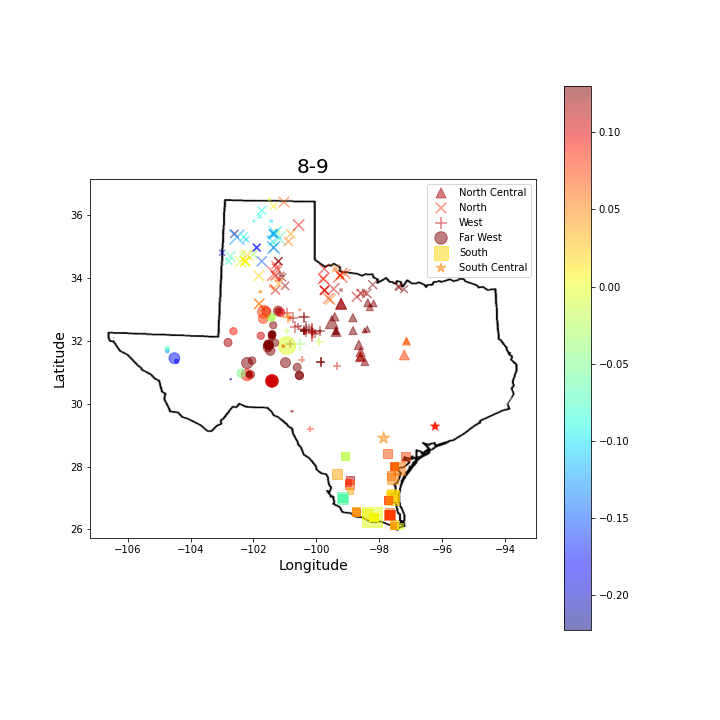 8-9
North Central
North
West
Far West
South
South Central
36
34
32
30
28
26
Latitude
−106
−104
−102
−100
−98
−96
−94
Longitude
0.10
0.05
0.00
−0.05
−0.10
−0.15
−0.20